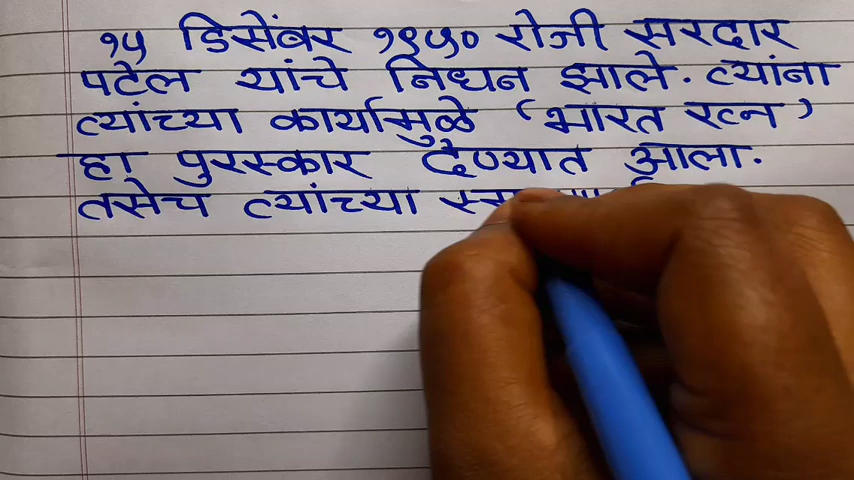 १५ डिसेंबर १९५० रोजी सरदार
पटेल यांचे निधन झाले. त्यांना
त्यांच्या कार्यामुळे 'भारत रत्न'
हा पुरस्कार देण्यात आला.
तसेच त्यांच्या